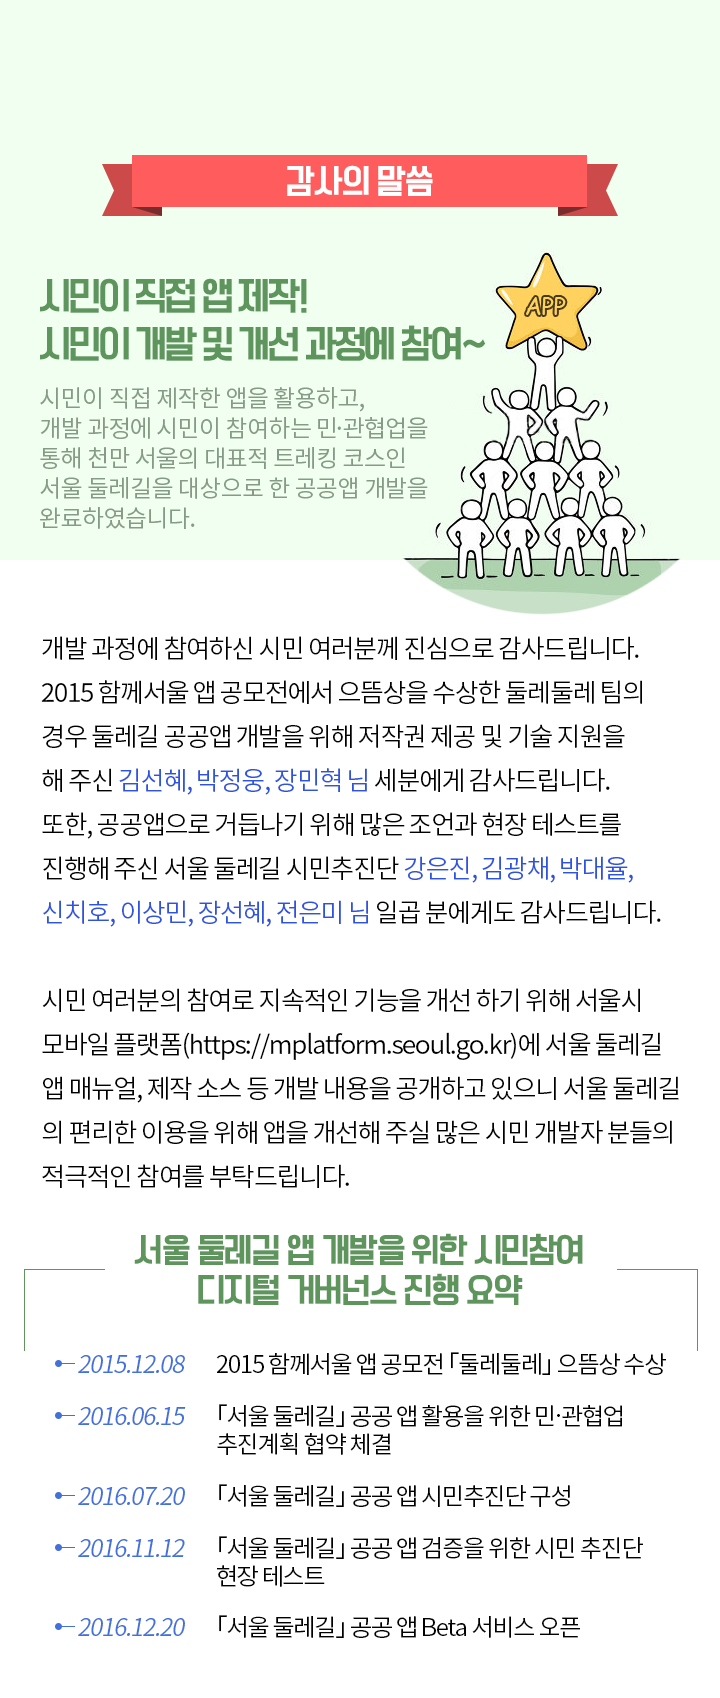 감사의 말씀
시민이 직접 앱 제작!
시민이 개발 및 개선 과정에 참여~
APP
시민이 직접 제작한 앱을 활용하고,
개발 과정에 시민이 참여하는 민·관협업을
통해 천만 서울의 대표적 트레킹 코스인
서울 둘레길을 대상으로 한 공공앱 개발을
완료하였습니다.
개발 과정에 참여하신 시민 여러분께 진심으로 감사드립니다.
2015 함께서울 앱 공모전에서 으뜸상을 수상한 둘레둘레 팀의
경우 둘레길 공공앱 개발을 위해 저작권 제공 및 기술 지원을
해 주신 김선혜, 박정웅, 장민혁 님 세분에게 감사드립니다.
또한, 공공앱으로 거듭나기 위해 많은 조언과 현장 테스트를
진행해 주신 서울 둘레길 시민추진단 강은진, 김광채, 박대율,
신치호, 이상민, 장선혜, 전은미 님 일곱 분에게도 감사드립니다.
시민 여러분의 참여로 지속적인 기능을 개선 하기 위해 서울시
모바일 플랫폼(https://mplatform.seoul.go.kr)에 서울 둘레길
앱 매뉴얼, 제작 소스 등 개발 내용을 공개하고 있으니 서울 둘레길
의 편리한 이용을 위해 앱을 개선해 주실 많은 시민 개발자 분들의
적극적인 참여를 부탁드립니다.
서울 둘레길 앱 개발을 위한 시민참여
디지털 거버넌스 진행 요약
2015.12.08 2015 함께서울 앱 공모전 「둘레둘레」 으뜸상 수상
2016.06.15 「서울 둘레길」 공공 앱 활용을 위한 민·관협업
추진계획 협약 체결
2016.07.20 「서울 둘레길」 공공 앱 시민추진단 구성
2016.11.12 「서울 둘레길」 공공 앱 검증을 위한 시민 추진단
현장 테스트
2016.12.20 「서울 둘레길」 공공 앱 Beta 서비스 오픈